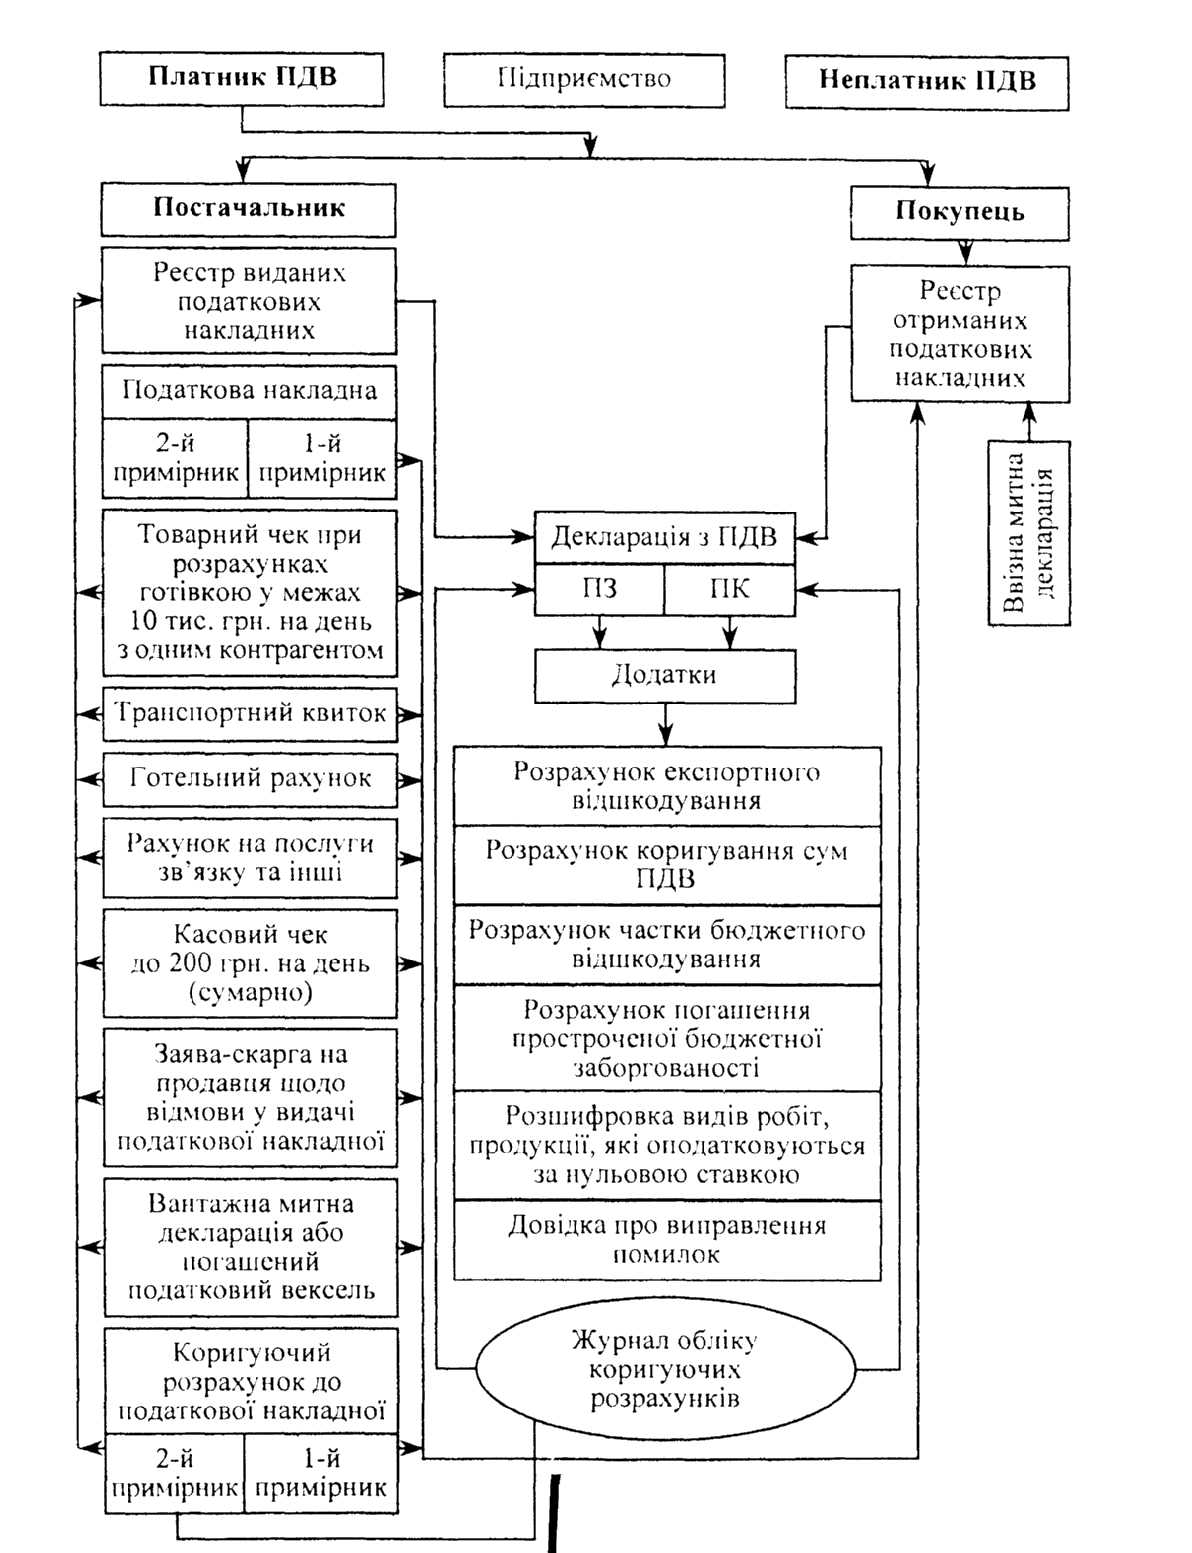 Платник ПДВ
Підприємство
Неплатник ПДВ
Постачальник
Покупець
Реєстр виданих
податкових
накладних
Реєстр
отриманих
податкових
накладних
Податкова накладна
2-й
примірник
1-й
примірник
Ввізна митна
декларація
Товарний чек при
розрахунках
готівкою у межах
10 тис. грн. на день
з одним контрагентом
Декларація з ПДВ
ПЗ
ПК
Додатки
Транспортний квиток
Готельний рахунок
Рахунок на послуги
зв’язку та інші
Касовий чек
до 200 грн. на день
(сумарно)
Заява-скарга на
продавця щодо
відмови у видачі
податкової накладної
Вантажна митна
декларація або
погашений
податковий вексель
Коригуючий
розрахунок до
податкової накладної
2-й
примірник
1-й
примірник
Розрахунок експортного
відшкодування
Розрахунок коригування сум
ПДВ
Розрахунок частки бюджетного
відшкодування
Розрахунок погашення
простроченої бюджетної
заборгованості
Розшифровка видів робіт,
продукції, які оподатковуються
за нульовою ставкою
Довідка про виправлення
помилок
Журнал обліку
коригуючих
розрахунків